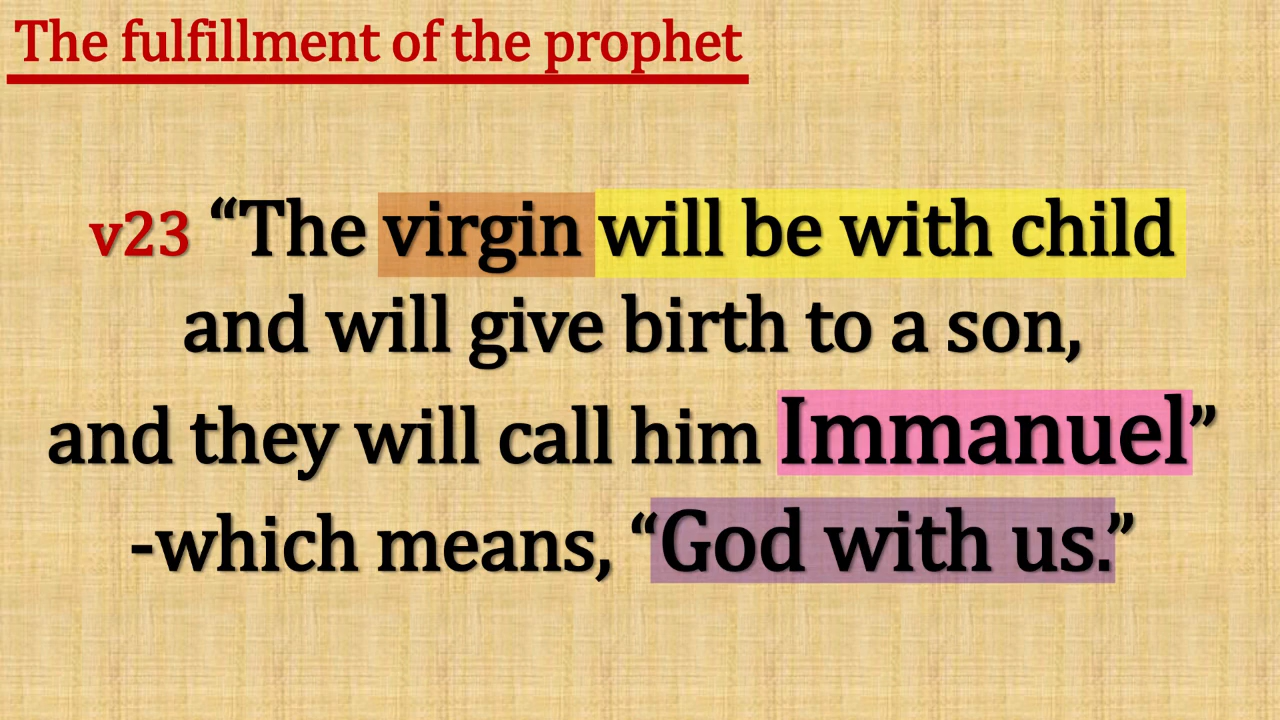 The fulfillment of the prophet
v23 “The virgin will be with child
and will give birth to a son,
and they will call him Immanuel”
-which means, “God with us.”